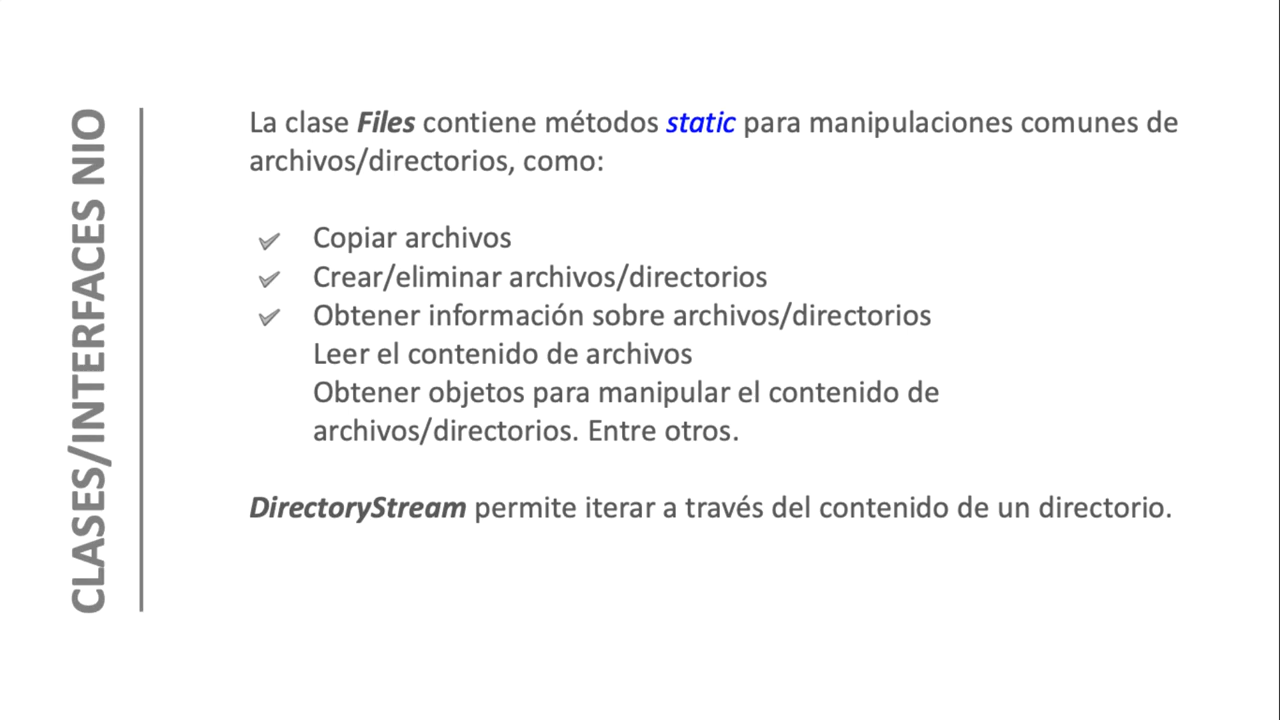 CLASES/INTERFACES NIO
La clase Files contiene métodos static para manipulaciones comunes de
archivos/directorios, como:
Copiar archivos
Crear/eliminar archivos/directorios
Obtener información sobre archivos/directorios
Leer el contenido de archivos
Obtener objetos para manipular el contenido de
archivos/directorios. Entre otros.
DirectoryStream permite iterar a través del contenido de un directorio.